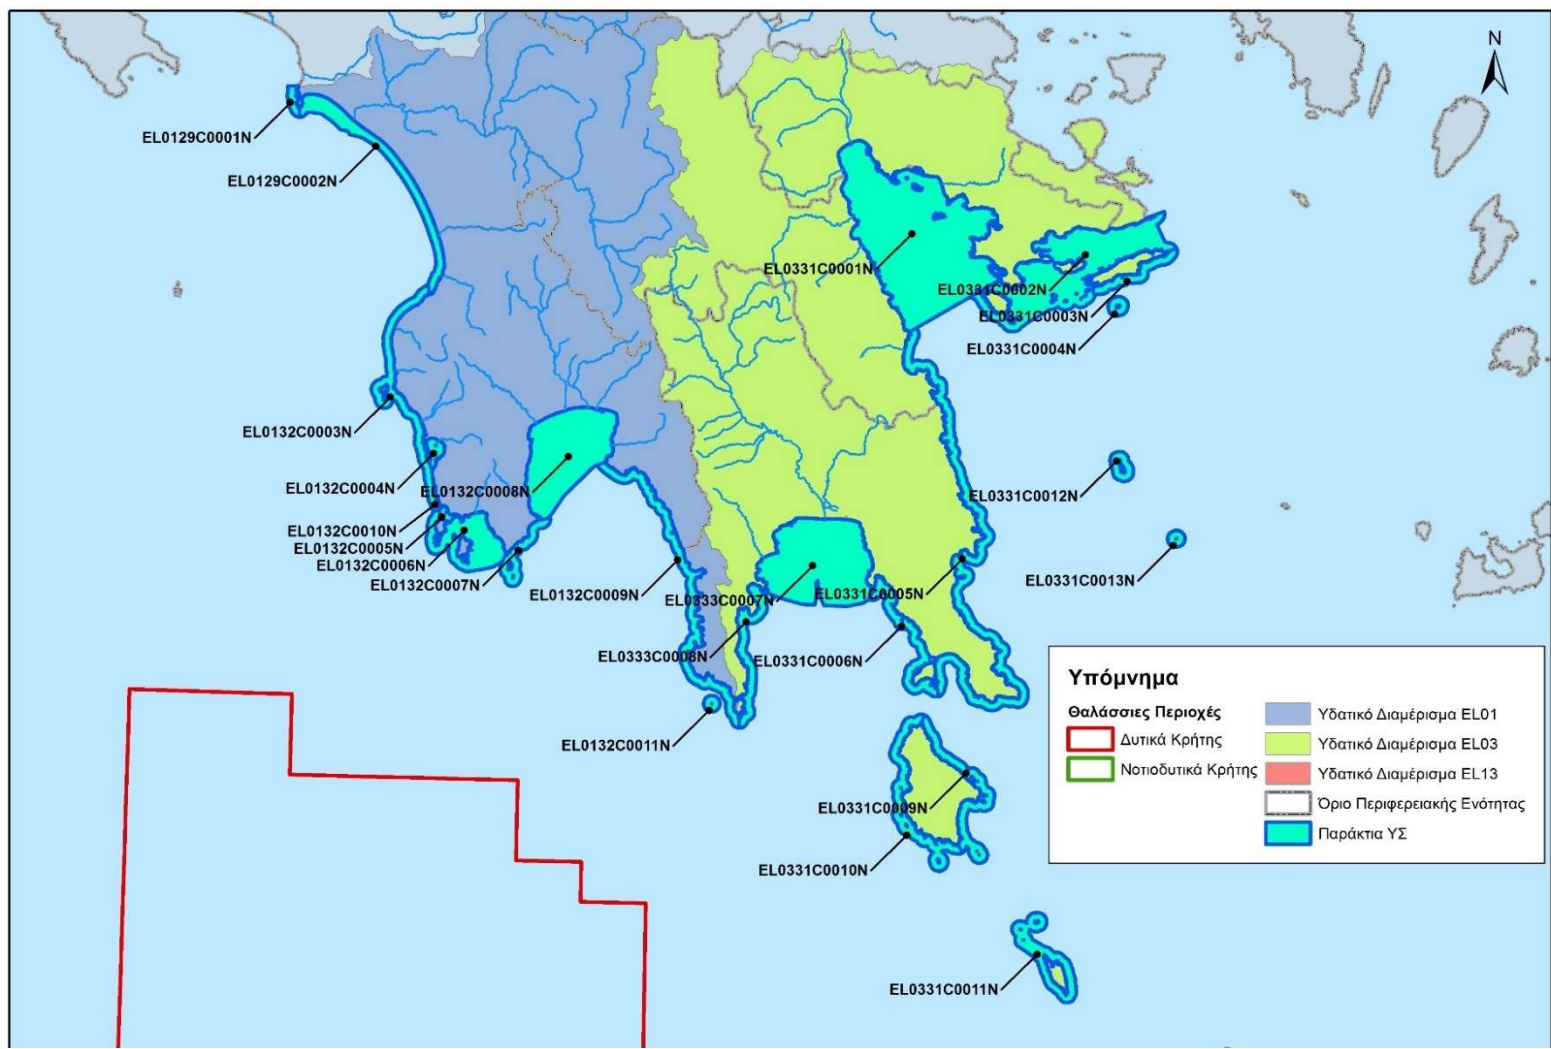 N
EL0129C0001N
EL0129C0002N
EL0331C0001N
EL0331C0002N
EL0331C0003N
EL0331C0004N
EL0132C0003N
EL0132C0004N
EL0132C0008N
EL0331C0012N
EL0132C0010N
EL0132C0005N
EL0132C0006N
EL0132C0007N
EL0132C0009N
EL0333C0007N
EL0331C0005N
EL0331C0013N
EL0333C0008N
EL0331C0006N
EL0132C0011N
EL0331C0009N
EL0331C0010N
EL0331C0011N
Υπόμνημα
Θαλάσσιες Περιοχές
Δυτικά Κρήτης
Νοτιοδυτικά Κρήτης
Υδατικό Διαμέρισμα EL01
Υδατικό Διαμέρισμα EL03
Υδατικό Διαμέρισμα EL13
Όριο Περιφερειακής Ενότητας
Παράκτια ΥΣ